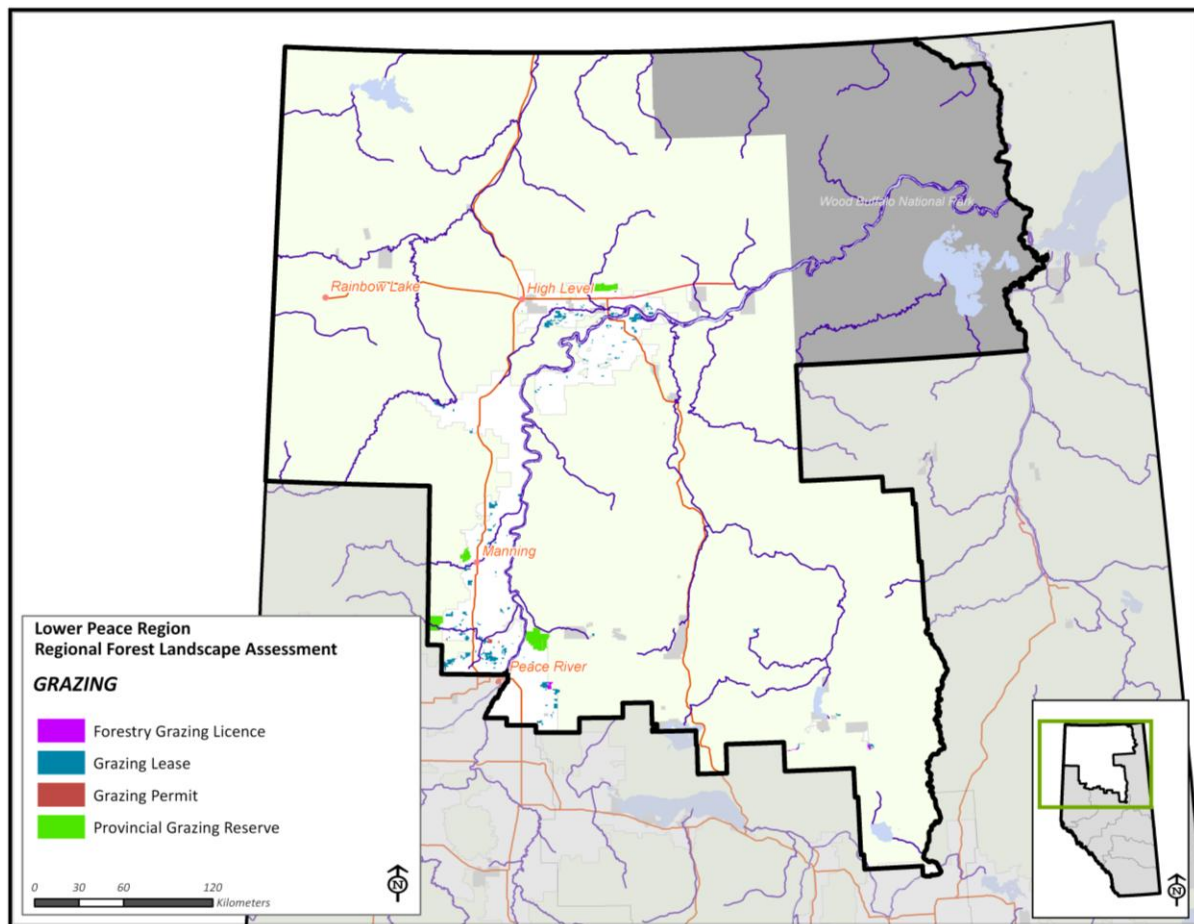 Wood Buffalo National Park
Rainbow Lake
High Level
Manning
Peace River
Lower Peace Region
Regional Forest Landscape Assessment
GRAZING
Forestry Grazing Licence
Grazing Lease
Grazing Permit
Provincial Grazing Reserve
0 30 60 120
Kilometers
N
N